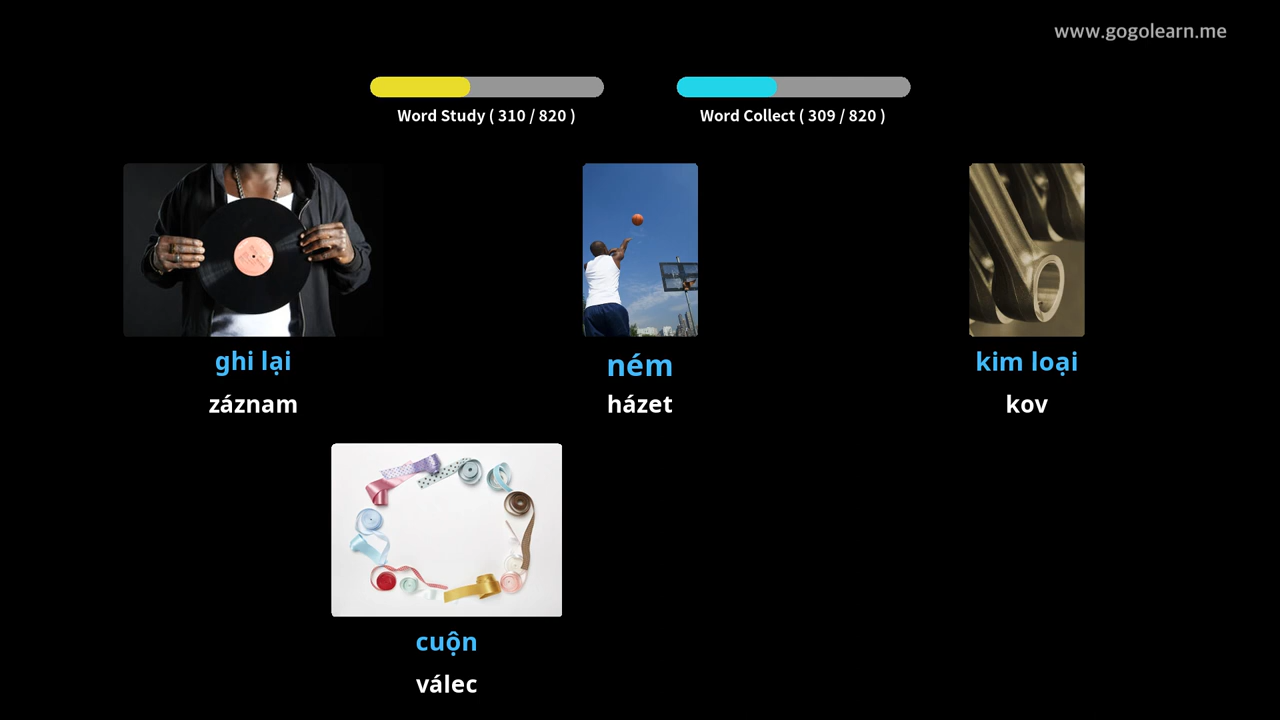 www.gogolearn.me
Word Study ( 310 / 820 )
Word Collect ( 309 / 820 )
ghi lại
záznam
ném
házet
kim loại
kov
cuộn
válec